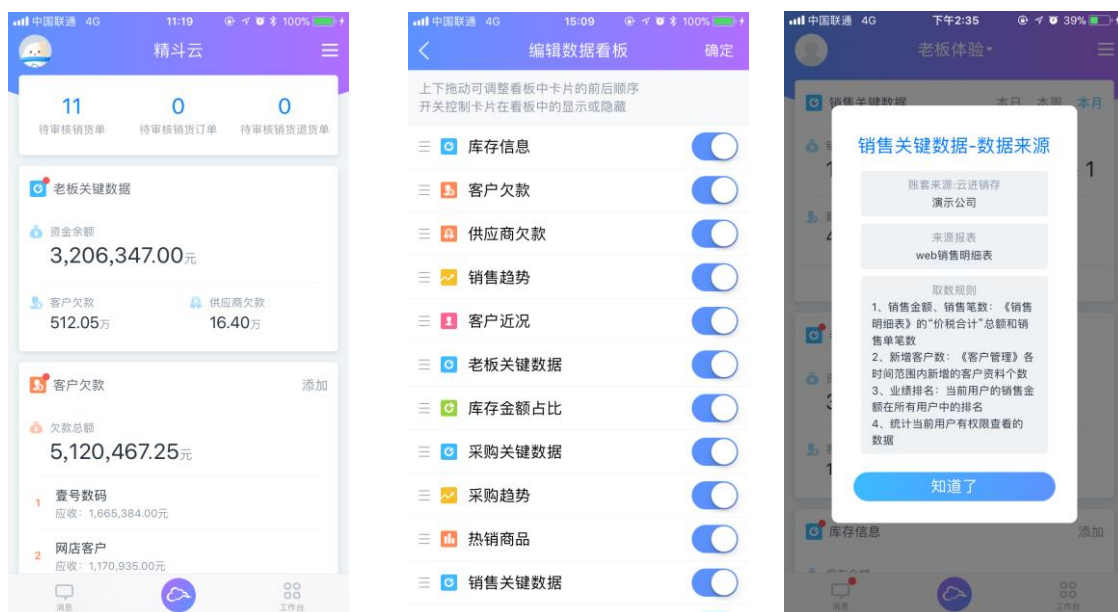 中国联通 4G 11:19 100%
精斗云
11 0 0
待审核销货单 待审核销货订单 待审核销货退货单
老板关键数据
资金余额
3,206,347.00元
客户欠款 供应商欠款
512.05万 16.40万
客户欠款 添加
欠款总额
5,120,467.25元
1 壹号数码
应收：1,665,384.00元
2 网店客户
应收：1,170,935.00元
消息 工作台
中国联通 4G 15:09 100%
编辑数据看板 确定
上下拖动可调整看板中卡片的前后顺序
开关控制卡片在看板中的显示或隐藏
库存信息
客户欠款
供应商欠款
销售趋势
客户近况
老板关键数据
库存金额占比
采购关键数据
采购趋势
热销商品
销售关键数据
中国联通 4G 下午2:35 39%
老板体验
销售关键数据 本日 本周 本月
销售关键数据-数据来源
账套来源:云进销存
演示公司
来源报表
web销售明细表
取数规则
1、销售金额、销售笔数：《销售
明细表》的“价税合计”总额和销
售单笔数
2、新增客户数：《客户管理》各
时间范围内新增的客户资料个数
3、业绩排名：当前用户的销售金
额在所有用户中的排名
4、统计当前用户有权限查看的
数据
知道了
库存信息 添加
消息 工作台